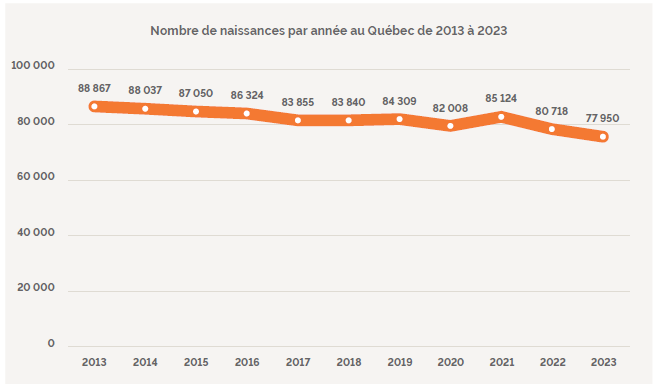 Nombre de naissances par année au Québec de 2013 à 2023
100 000
88 867 88 037 87 050 86 324 83 855 83 840 84 309 82 008 85 124 80 718 77 950
80 000
60 000
40 000
20 000
0
2013 2014 2015 2016 2017 2018 2019 2020 2021 2022 2023